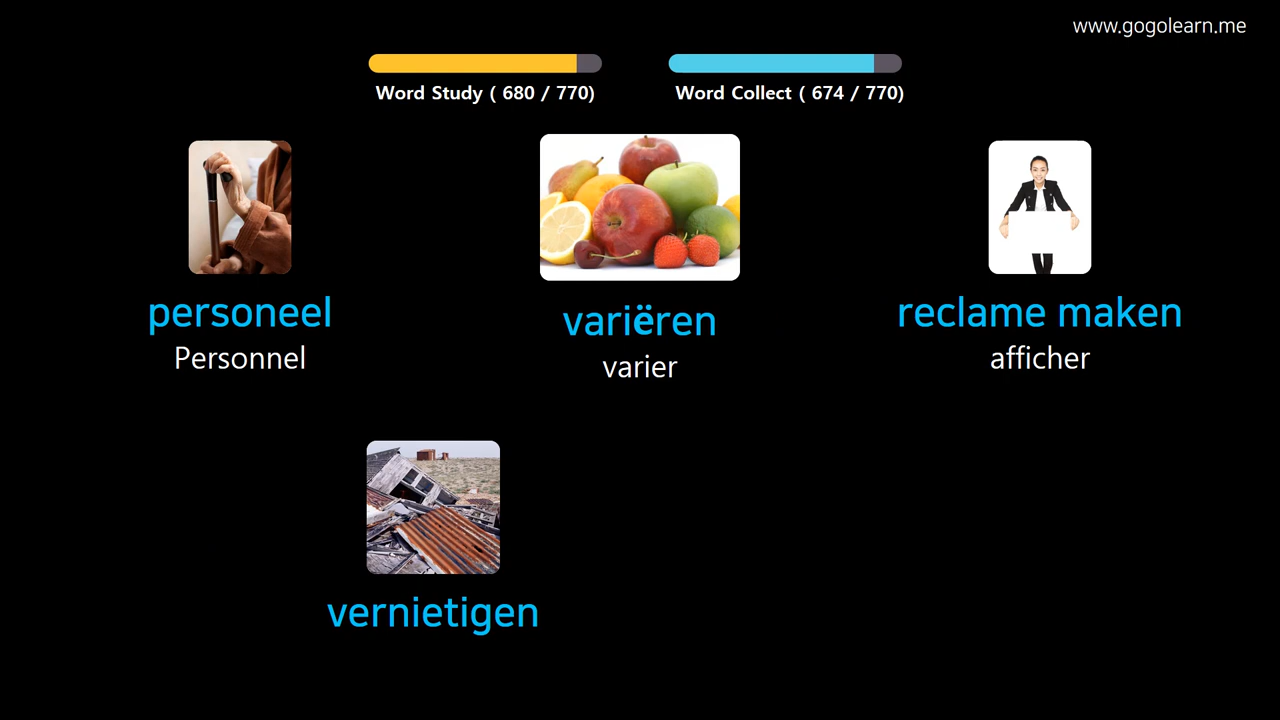 www.gogolearn.me
Word Study ( 680 / 770)
Word Collect ( 674 / 770)
personeel
Personnel
variëren
varier
reclame maken
afficher
vernietigen